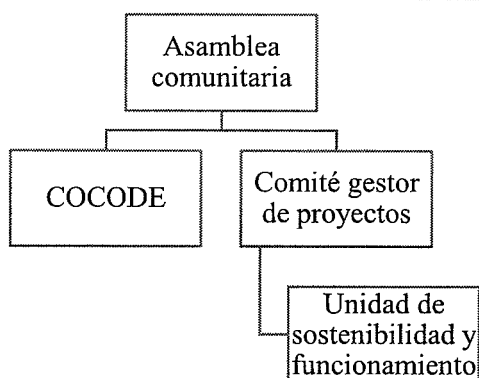 Asamblea
comunitaria
COCODE
Comité gestor
de proyectos
Unidad de
sostenibilidad y
funcionamiento